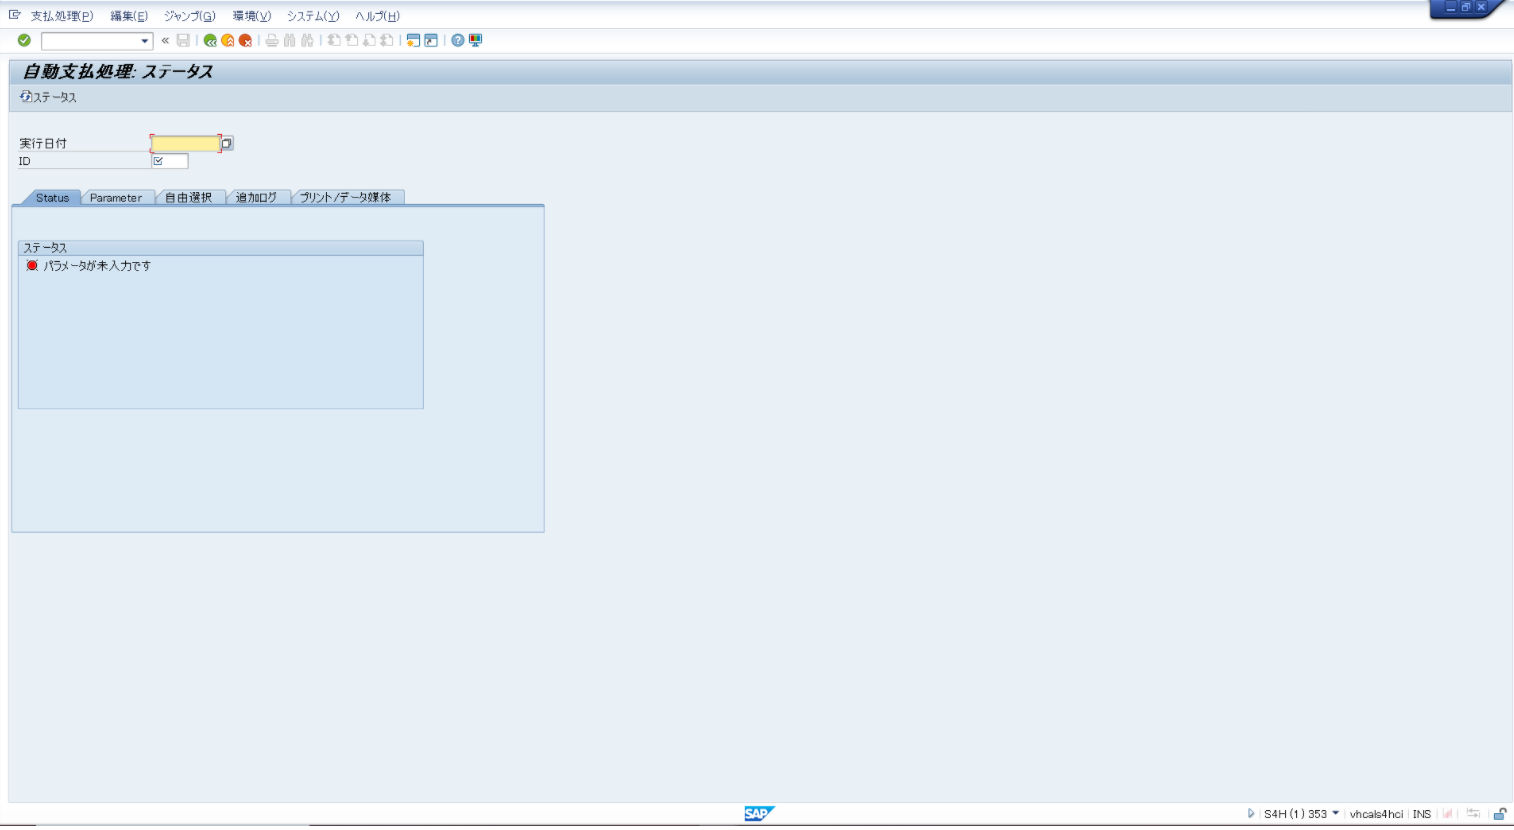 支払処理(P) 編集(E) ジャンプ(G) 環境(V) システム(Y) ヘルプ(H)
自動支払処理: ステータス
ステータス
実行日付
ID
Status Parameter 自由選択 追加ログ プリント/データ媒体
ステータス
パラメータが未入力です
SAP
S4H (1) 353 vhcals4hci INS